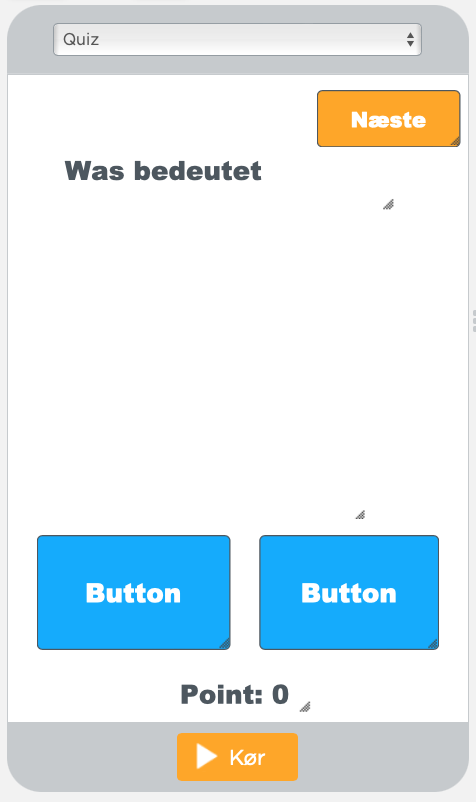 Quiz
Næste
Was bedeutet
Button
Button
Point: 0
Kør